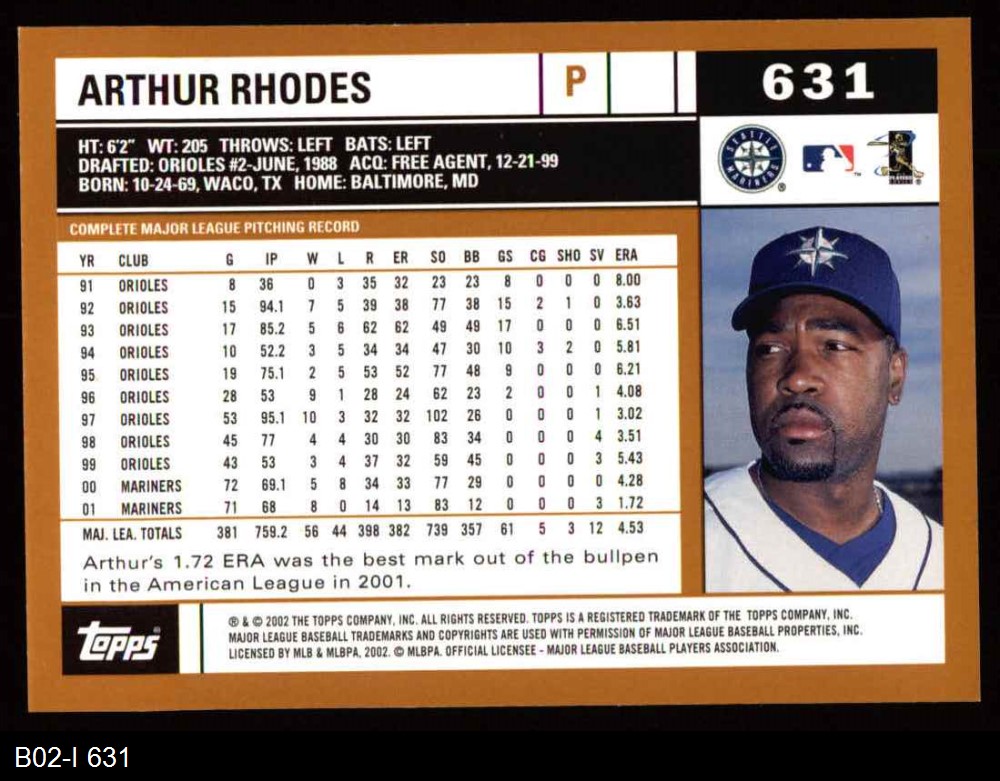 ARTHUR RHODES P 631
HT: 6'2" WT: 205 THROWS: LEFT BATS: LEFT
DRAFTED: ORIOLES #2-JUNE, 1988 ACQ: FREE AGENT, 12-21-99
BORN: 10-24-69, WACO, TX HOME: BALTIMORE, MD
SEATTLE MARINERS ®
COMPLETE MAJOR LEAGUE PITCHING RECORD
YR CLUB G IP W L R ER SO BB GS CG SHO SV ERA
91 ORIOLES 8 36 0 3 35 32 23 23 8 0 0 0 8.00
92 ORIOLES 15 94.1 7 5 39 38 77 38 15 2 1 0 3.63
93 ORIOLES 17 85.2 5 6 62 62 49 49 17 0 0 0 6.51
94 ORIOLES 10 52.2 3 5 34 34 47 30 10 3 2 0 5.81
95 ORIOLES 19 75.1 2 5 53 52 77 48 9 0 0 0 6.21
96 ORIOLES 28 53 9 1 28 24 62 23 2 0 0 1 4.08
97 ORIOLES 53 95.1 10 3 32 32 102 26 0 0 0 1 3.02
98 ORIOLES 45 77 4 4 30 30 83 34 0 0 0 4 3.51
99 ORIOLES 43 53 3 4 37 32 59 45 0 0 0 3 5.43
00 MARINERS 72 69.1 5 8 34 33 77 29 0 0 0 0 4.28
01 MARINERS 71 68 8 0 14 13 83 12 0 0 0 3 1.72
MAJ. LEA. TOTALS 381 759.2 56 44 398 382 739 357 61 5 3 12 4.53
Arthur's 1.72 ERA was the best mark out of the bullpen
in the American League in 2001.
topps®
® & © 2002 THE TOPPS COMPANY, INC. ALL RIGHTS RESERVED. TOPPS IS A REGISTERED TRADEMARK OF THE TOPPS COMPANY, INC.
MAJOR LEAGUE BASEBALL TRADEMARKS AND COPYRIGHTS ARE USED WITH PERMISSION OF MAJOR LEAGUE BASEBALL PROPERTIES, INC.
LICENSED BY MLB & MLBPA, 2002. © MLBPA. OFFICIAL LICENSEE - MAJOR LEAGUE BASEBALL PLAYERS ASSOCIATION.
B02-I 631